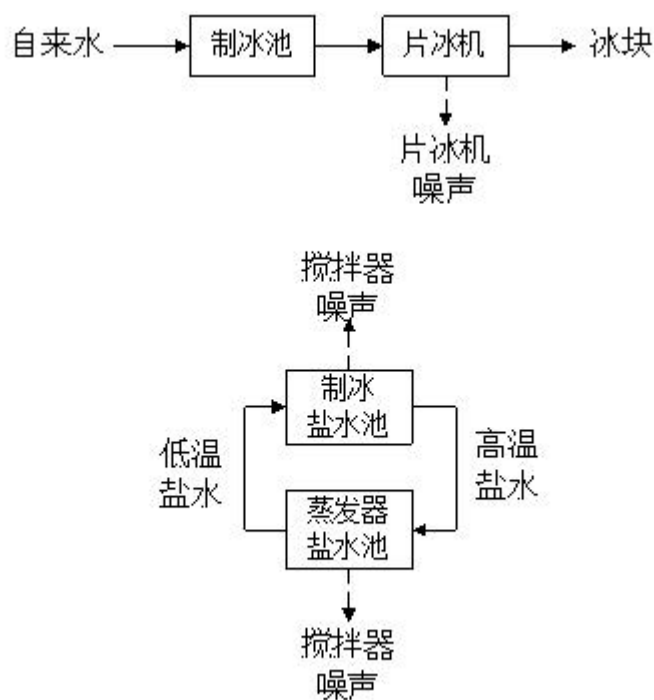 自来水
制冰池
片冰机
冰块
片冰机
噪声
搅拌器
噪声
制冰
盐水池
低温
盐水
高温
盐水
蒸发器
盐水池
搅拌器
噪声